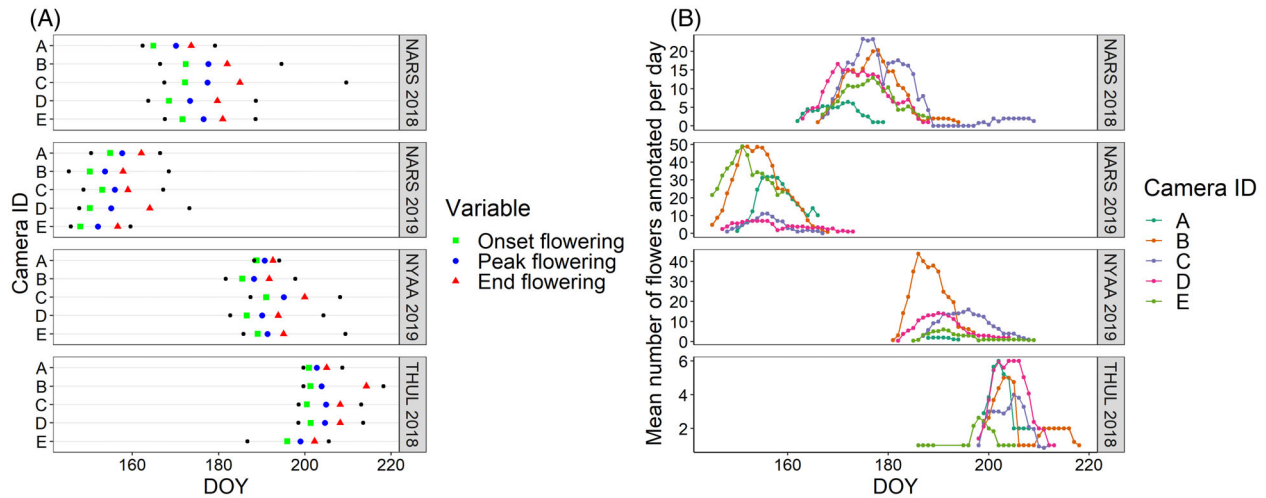 (A)
Camera ID
A
B
C
D
E
NARS 2018
A
B
C
D
E
NARS 2019
A
B
C
D
E
NYAA 2019
A
B
C
D
E
THUL 2018
160
200
220
DOY
Variable
Onset flowering
Peak flowering
End flowering
(B)
Mean number of flowers annotated per day
20
15
10
5
0
NARS 2018
50
40
30
20
10
0
NARS 2019
40
30
20
10
0
NYAA 2019
6
4
2
THUL 2018
160
180
200
220
DOY
Camera ID
A
B
C
D
E